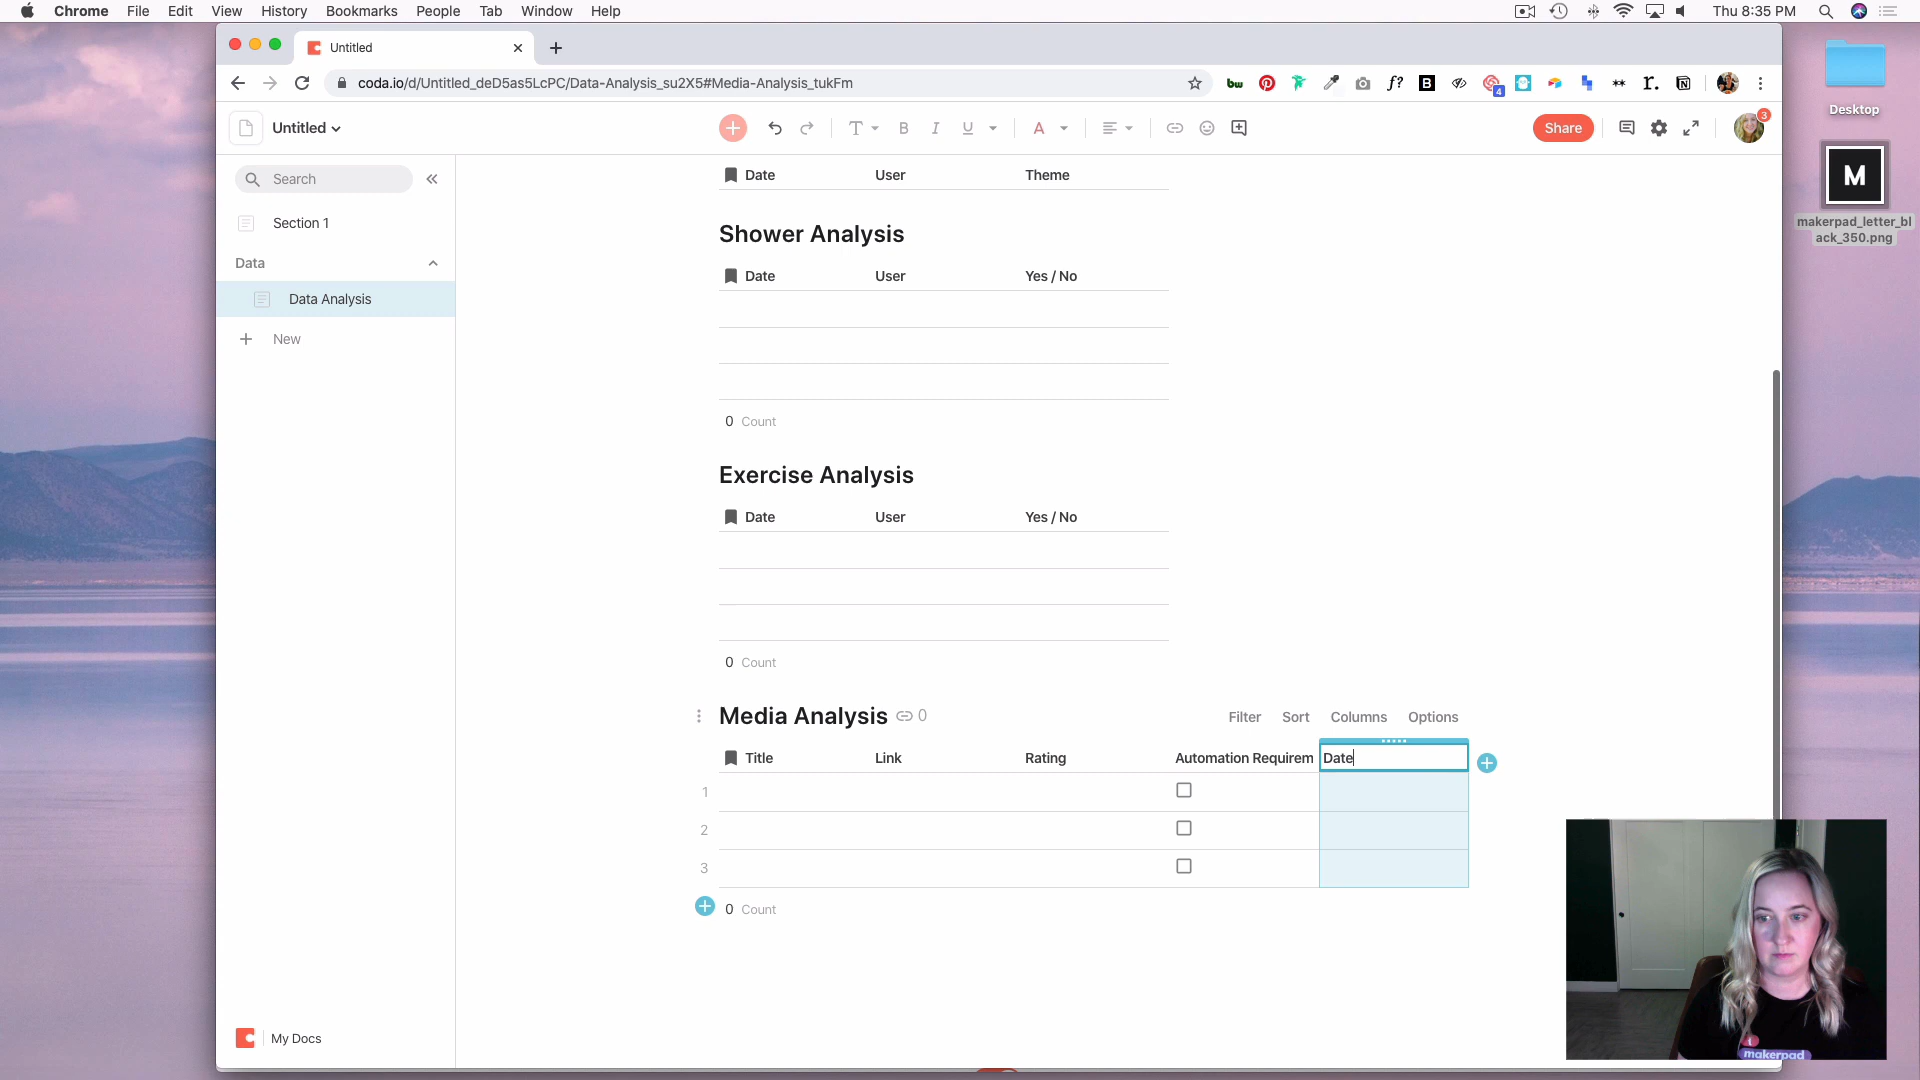 Chrome File Edit View History Bookmarks People Tab Window Help
Thu 8:35 PM
Untitled
coda.io/d/Untitled_deD5as5LcPC/Data-Analysis_su2X5#Media-Analysis_tukFm
f?
B
4
r.
Desktop
Untitled
T B I U A
Share
3
M
makerpad_letter_bl
ack_350.png
Search
Section 1
Data
Data Analysis
New
My Docs
Date User Theme
Shower Analysis
Date User Yes / No
0 Count
Exercise Analysis
Date User Yes / No
0 Count
Media Analysis 0
Filter Sort Columns Options
Title Link Rating Automation Requirem Date
1
2
3
0 Count
makerpad